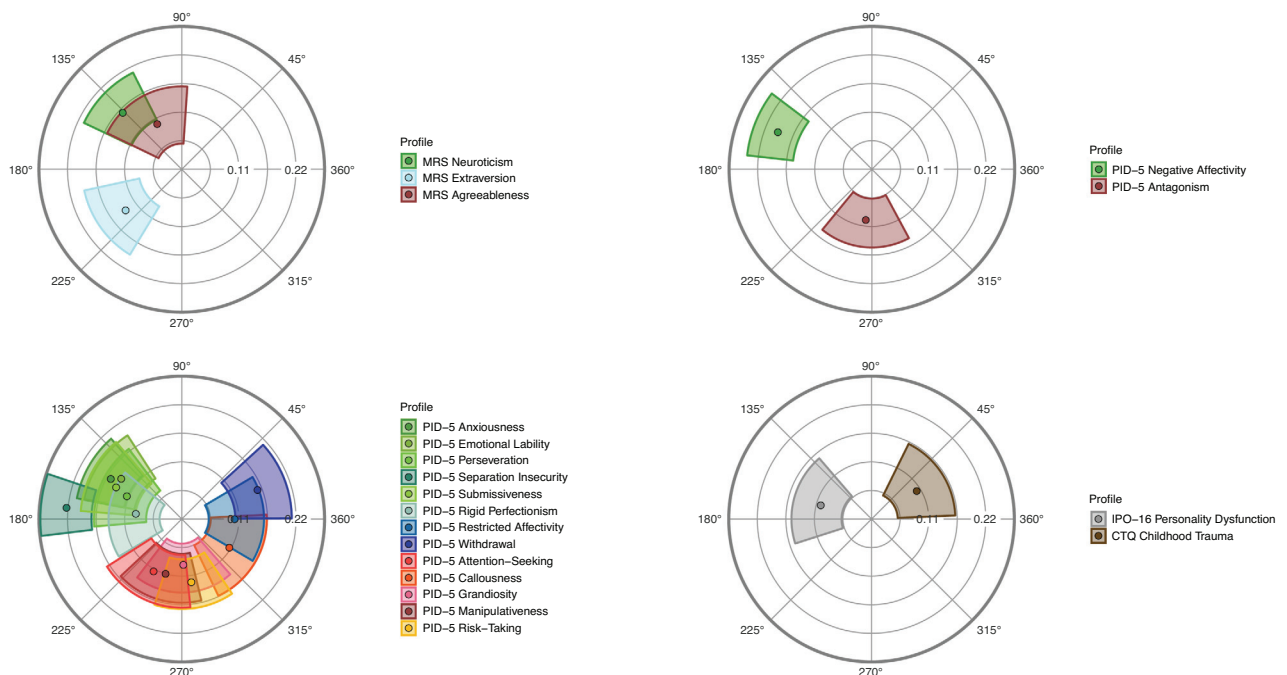 90°
135°
45°
180°
0.11
0.22
360°
225°
315°
270°
Profile
MRS Neuroticism
MRS Extraversion
MRS Agreeableness
90°
135°
45°
180°
0.11
0.22
360°
225°
315°
270°
Profile
PID−5 Negative Affectivity
PID−5 Antagonism
90°
135°
45°
180°
0.11
0.22
360°
225°
315°
270°
Profile
PID−5 Anxiousness
PID−5 Emotional Lability
PID−5 Perseveration
PID−5 Separation Insecurity
PID−5 Submissiveness
PID−5 Rigid Perfectionism
PID−5 Restricted Affectivity
PID−5 Withdrawal
PID−5 Attention−Seeking
PID−5 Callousness
PID−5 Grandiosity
PID−5 Manipulativeness
PID−5 Risk−Taking
90°
135°
45°
180°
0.11
0.22
360°
225°
315°
270°
Profile
IPO−16 Personality Dysfunction
CTQ Childhood Trauma